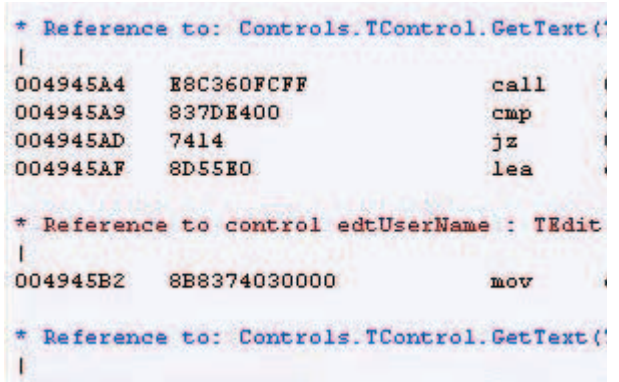 * Reference to: Controls.TControl.GetText(
|
004945A4 E8C360FCFF call
004945A9 837DE400 cmp
004945AD 7414 jz
004945AF 8D55E0 lea
* Reference to control edtUserName : TEdit
|
004945B2 8B8374030000 mov
* Reference to: Controls.TControl.GetText(
|